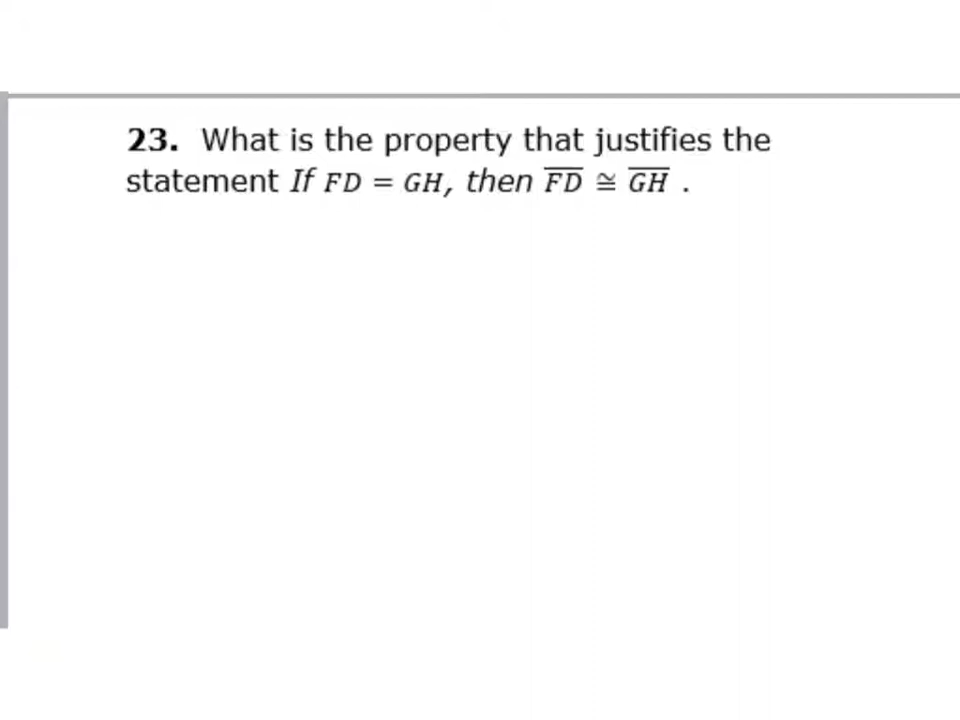 23. What is the property that justifies the
statement If FD = GH, then F̅D̅ ≅ G̅H̅ .